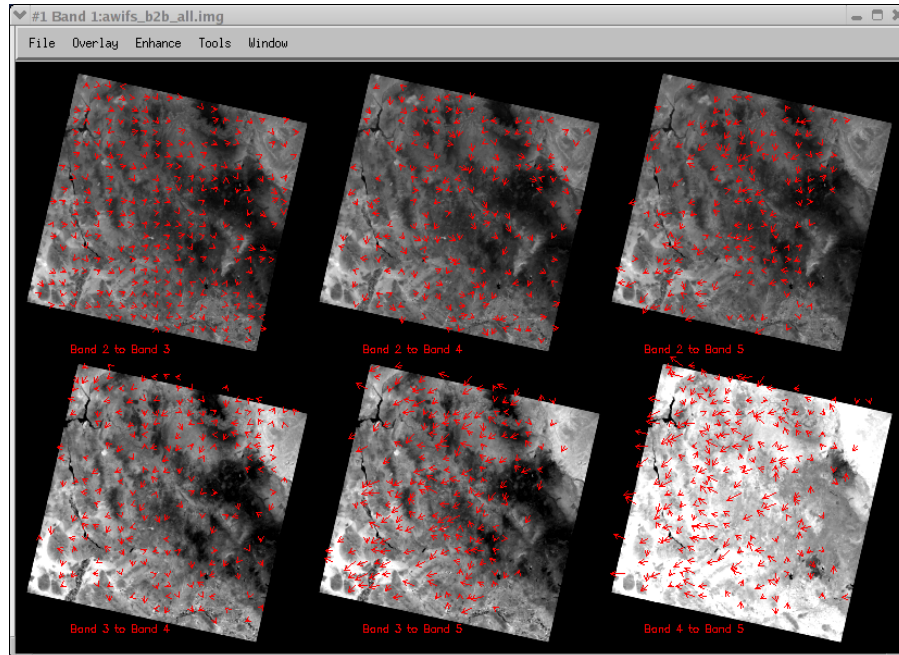 #1 Band 1:awifs_b2b_all.img
File Overlay Enhance Tools Window
Band 2 to Band 3
Band 2 to Band 4
Band 2 to Band 5
Band 3 to Band 4
Band 3 to Band 5
Band 4 to Band 5